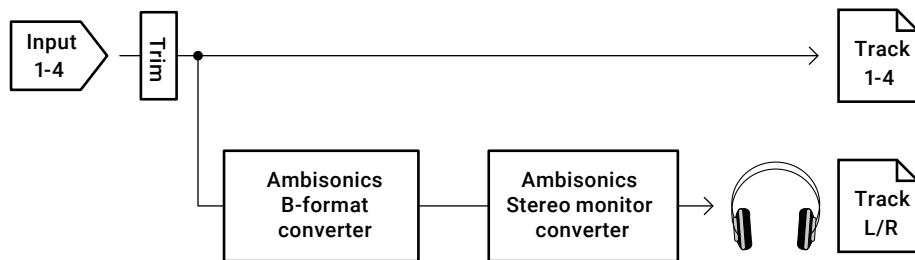 Input
1-4
Trim
Track
1-4
Ambisonics
B-format
converter
Ambisonics
Stereo monitor
converter
Track
L/R